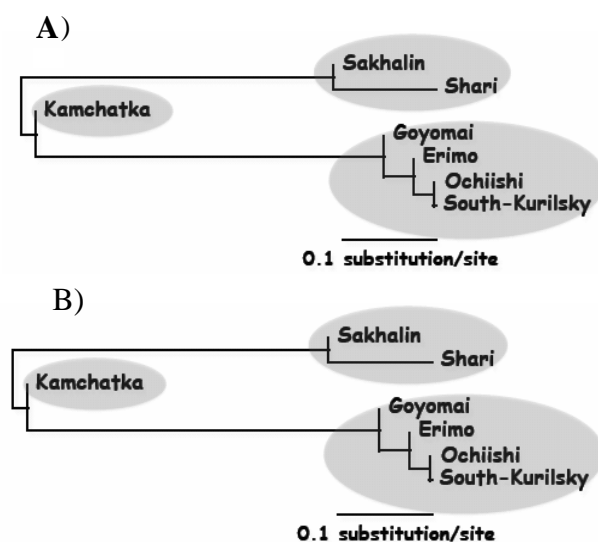 A)
Sakhalin
Shari
Kamchatka
Goyomai
Erimo
Ochiishi
South-Kurilsky
0.1 substitution/site
B)
Sakhalin
Shari
Kamchatka
Goyomai
Erimo
Ochiishi
South-Kurilsky
0.1 substitution/site